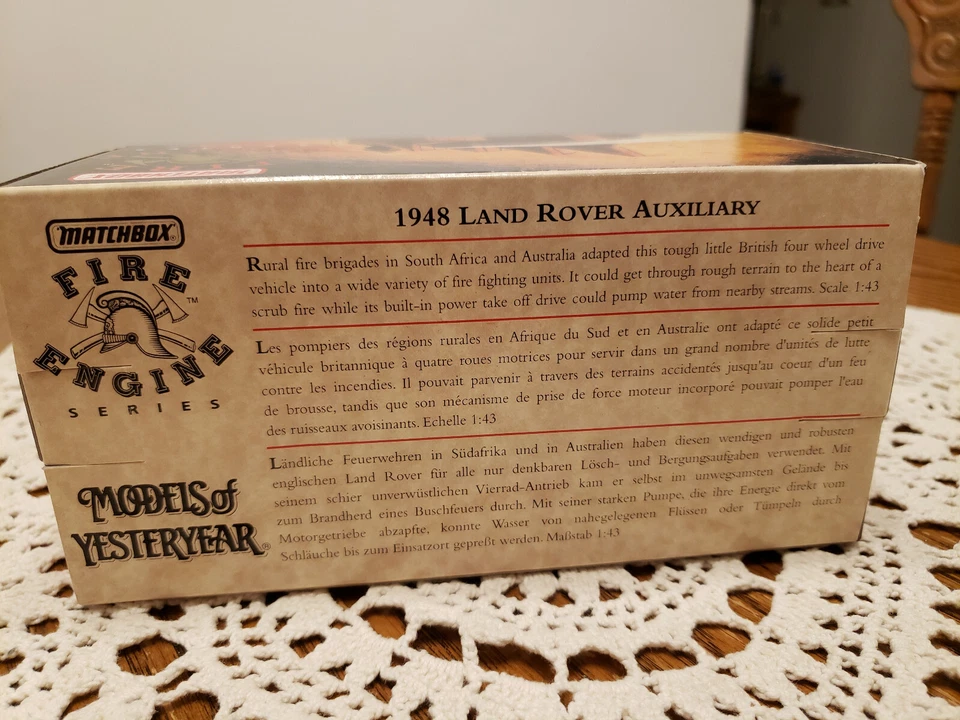 MATCHBOX®
FIRE
ENGINE™
SERIES
MODELS of
YESTERYEAR®
1948 LAND ROVER AUXILIARY
Rural fire brigades in South Africa and Australia adapted this tough little British four wheel drive
vehicle into a wide variety of fire fighting units. It could get through rough terrain to the heart of a
scrub fire while its built-in power take off drive could pump water from nearby streams. Scale 1:43
Les pompiers des régions rurales en Afrique du Sud et en Australie ont adapté ce solide petit
véhicule britannique à quatre roues motrices pour servir dans un grand nombre d'unités de lutte
contre les incendies. Il pouvait parvenir à travers des terrains accidentés jusqu'au coeur d'un feu
de brousse, tandis que son mécanisme de prise de force moteur incorporé pouvait pomper l'eau
des ruisseaux avoisinants. Echelle 1:43
Ländliche Feuerwehren in Südafrika und in Australien haben diesen wendigen und robusten
englischen Land Rover für alle nur denkbaren Lösch- und Bergungsaufgaben verwendet. Mit
seinem schier unverwüstlichen Vierrad-Antrieb kam er selbst im unwegsamsten Gelände bis
zum Brandherd eines Buschfeuers durch. Mit seiner starken Pumpe, die ihre Energie direkt vom
Motorgetriebe abzapfte, konnte Wasser von nahegelegenen Flüssen oder Tümpeln durch
Schläuche bis zum Einsatzort gepreßt werden. Maßstab 1:43